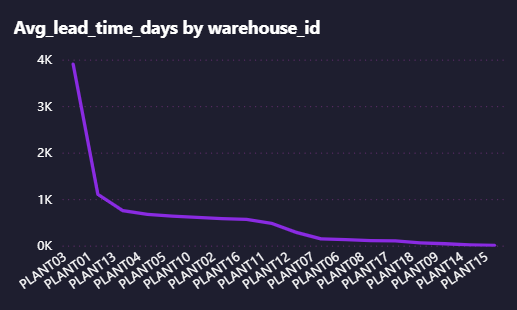 Avg_lead_time_days by warehouse_id
4K
3K
2K
1K
0K
PLANT03
PLANT01
PLANT13
PLANT04
PLANT05
PLANT10
PLANT02
PLANT16
PLANT11
PLANT12
PLANT07
PLANT06
PLANT08
PLANT17
PLANT18
PLANT09
PLANT14
PLANT15